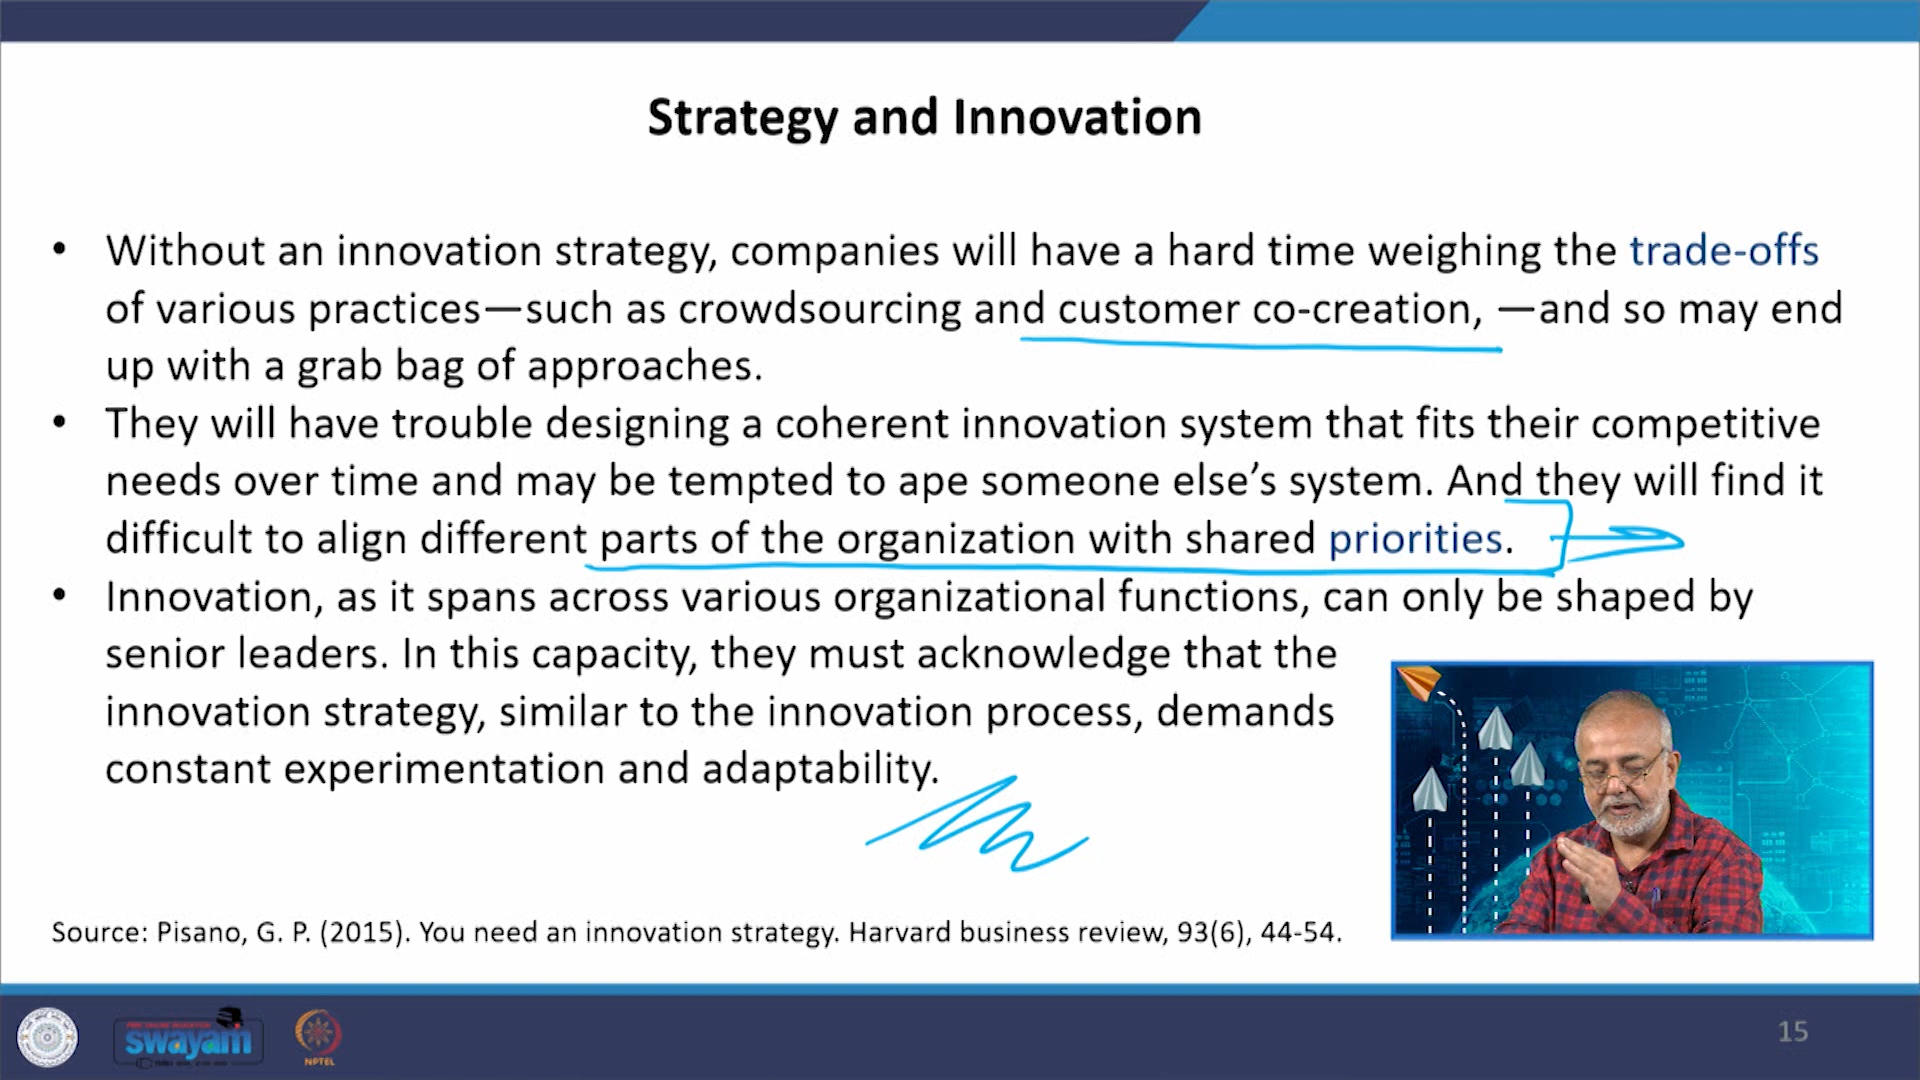 Strategy and Innovation
• Without an innovation strategy, companies will have a hard time weighing the trade-offs
of various practices—such as crowdsourcing and customer co-creation, —and so may end
up with a grab bag of approaches.
• They will have trouble designing a coherent innovation system that fits their competitive
needs over time and may be tempted to ape someone else’s system. And they will find it
difficult to align different parts of the organization with shared priorities.
• Innovation, as it spans across various organizational functions, can only be shaped by
senior leaders. In this capacity, they must acknowledge that the
innovation strategy, similar to the innovation process, demands
constant experimentation and adaptability.
Source: Pisano, G. P. (2015). You need an innovation strategy. Harvard business review, 93(6), 44-54.
swayam
NPTEL
15